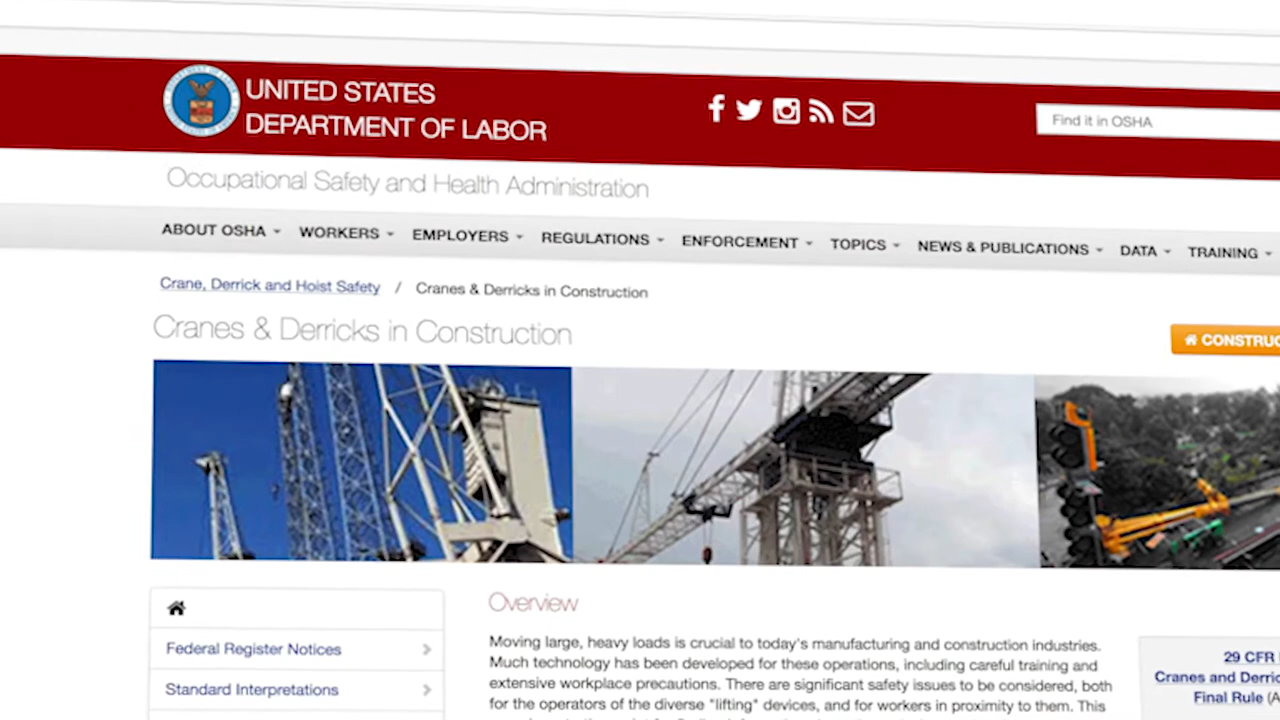 UNITED STATES
DEPARTMENT OF LABOR
Find it in OSHA
Occupational Safety and Health Administration
ABOUT OSHA WORKERS EMPLOYERS REGULATIONS ENFORCEMENT TOPICS NEWS & PUBLICATIONS DATA TRAINING
Crane, Derrick and Hoist Safety / Cranes & Derricks in Construction
Cranes & Derricks in Construction
Overview
Federal Register Notices
Standard Interpretations
Moving large, heavy loads is crucial to today's manufacturing and construction industries.
Much technology has been developed for these operations, including careful training and
extensive workplace precautions. There are significant safety issues to be considered, both
for the operators of the diverse "lifting" devices, and for workers in proximity to them. This
29 CFR
Cranes and
Final Rule (A